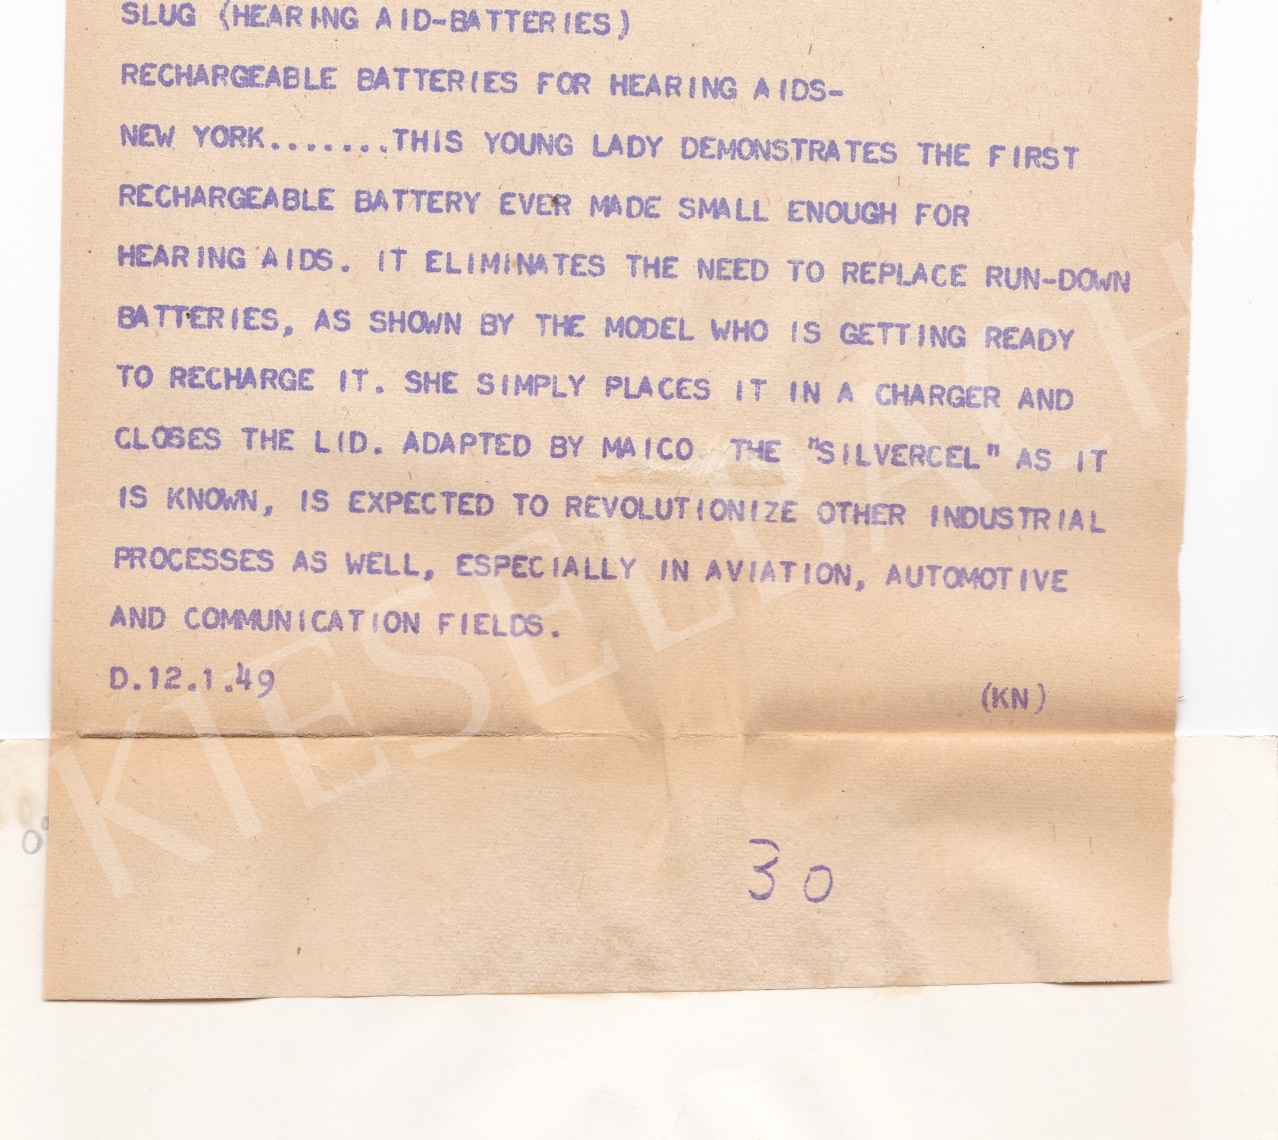 SLUG (HEARING AID-BATTERIES)
RECHARGEABLE BATTERIES FOR HEARING AIDS-
NEW YORK.......THIS YOUNG LADY DEMONSTRATES THE FIRST
RECHARGEABLE BATTERY EVER MADE SMALL ENOUGH FOR
HEARING AIDS. IT ELIMINATES THE NEED TO REPLACE RUN-DOWN
BATTERIES, AS SHOWN BY THE MODEL WHO IS GETTING READY
TO RECHARGE IT. SHE SIMPLY PLACES IT IN A CHARGER AND
CLOSES THE LID. ADAPTED BY MAICO THE "SILVERCEL" AS IT
IS KNOWN, IS EXPECTED TO REVOLUTIONIZE OTHER INDUSTRIAL
PROCESSES AS WELL, ESPECIALLY IN AVIATION, AUTOMOTIVE
AND COMMUNICATION FIELDS.
D.12.1.49 (KN)
30
KIESELBACH